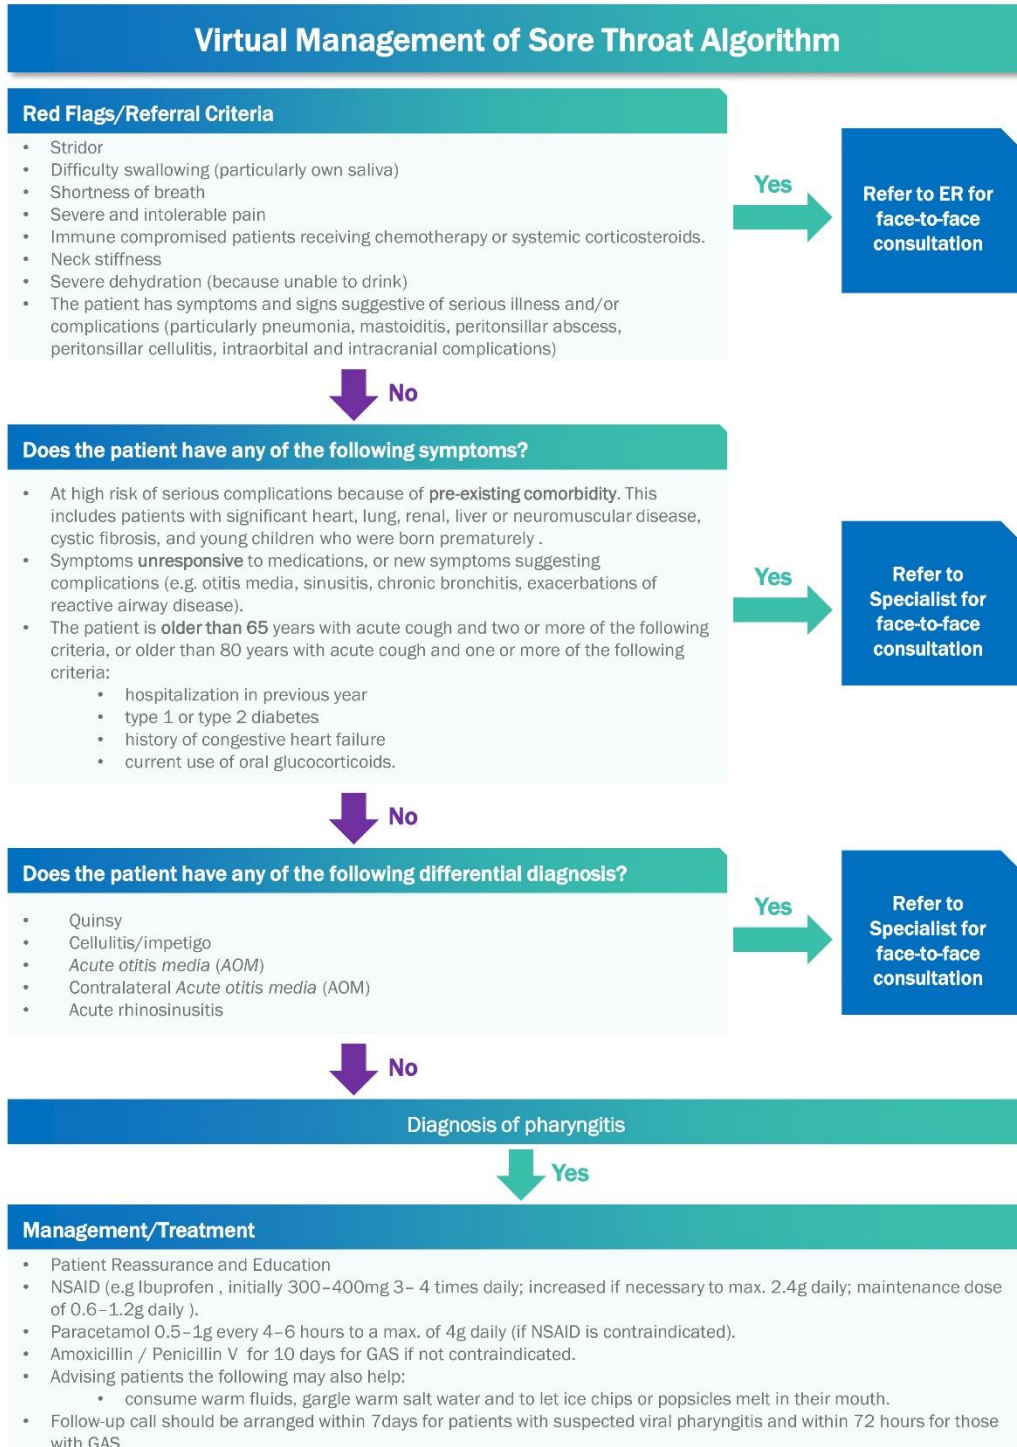 Virtual Management of Sore Throat Algorithm
Red Flags/Referral Criteria
• Stridor
• Difficulty swallowing (particularly own saliva)
• Shortness of breath
• Severe and intolerable pain
• Immune compromised patients receiving chemotherapy or systemic corticosteroids.
• Neck stiffness
• Severe dehydration (because unable to drink)
• The patient has symptoms and signs suggestive of serious illness and/or
complications (particularly pneumonia, mastoiditis, peritonsillar abscess,
peritonsillar cellulitis, intraorbital and intracranial complications)
Yes
Refer to ER for
face-to-face
consultation
No
Does the patient have any of the following symptoms?
• At high risk of serious complications because of pre-existing comorbidity. This
includes patients with significant heart, lung, renal, liver or neuromuscular disease,
cystic fibrosis, and young children who were born prematurely .
• Symptoms unresponsive to medications, or new symptoms suggesting
complications (e.g. otitis media, sinusitis, chronic bronchitis, exacerbations of
reactive airway disease).
• The patient is older than 65 years with acute cough and two or more of the following
criteria, or older than 80 years with acute cough and one or more of the following
criteria:
• hospitalization in previous year
• type 1 or type 2 diabetes
• history of congestive heart failure
• current use of oral glucocorticoids.
Yes
Refer to
Specialist for
face-to-face
consultation
No
Does the patient have any of the following differential diagnosis?
• Quinsy
• Cellulitis/impetigo
• Acute otitis media (AOM)
• Contralateral Acute otitis media (AOM)
• Acute rhinosinusitis
Yes
Refer to
Specialist for
face-to-face
consultation
No
Diagnosis of pharyngitis
Yes
Management/Treatment
• Patient Reassurance and Education
• NSAID (e.g Ibuprofen , initially 300–400mg 3– 4 times daily; increased if necessary to max. 2.4g daily; maintenance dose
of 0.6–1.2g daily ).
• Paracetamol 0.5–1g every 4–6 hours to a max. of 4g daily (if NSAID is contraindicated).
• Amoxicillin / Penicillin V for 10 days for GAS if not contraindicated.
• Advising patients the following may also help:
• consume warm fluids, gargle warm salt water and to let ice chips or popsicles melt in their mouth.
• Follow-up call should be arranged within 7days for patients with suspected viral pharyngitis and within 72 hours for those
with GAS